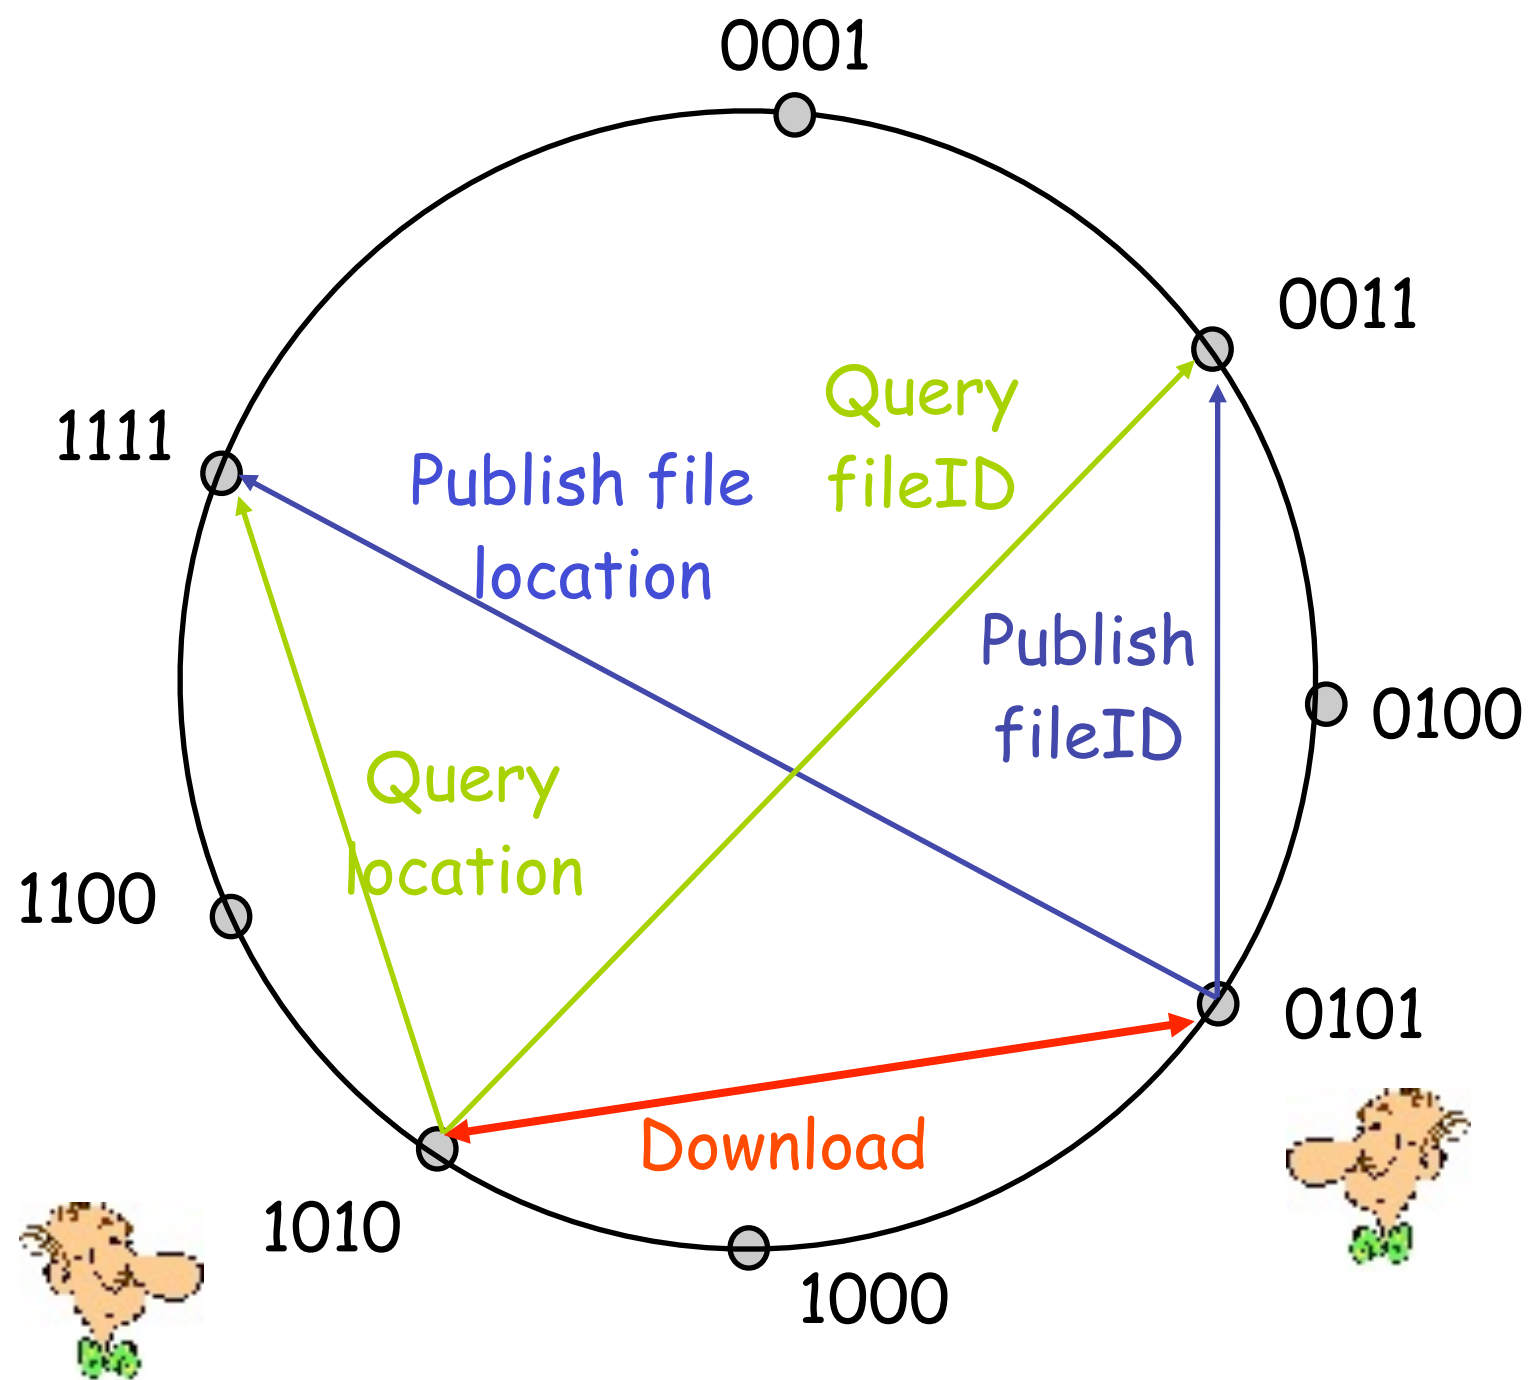 0001
0011
1111
Query
fileID
Publish file
location
Publish
fileID
0100
Query
location
1100
0101
Download
1010
1000